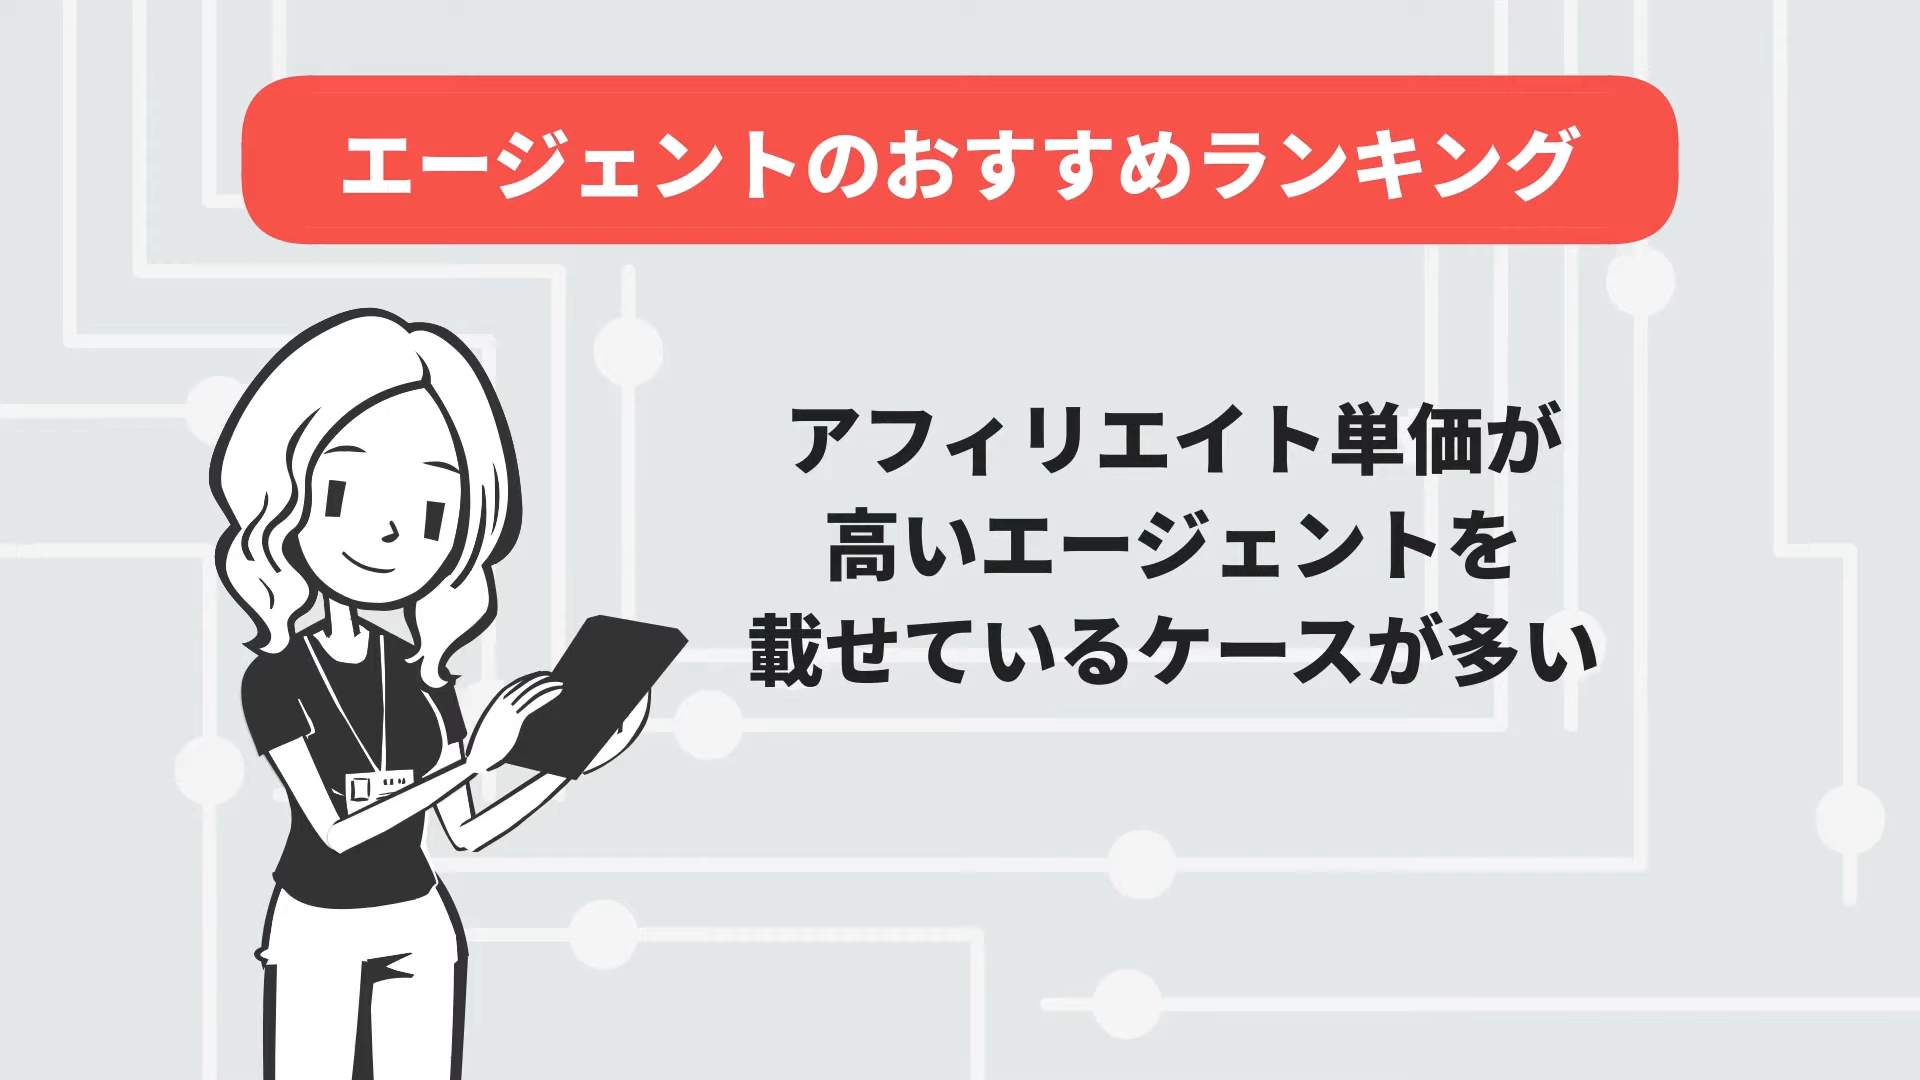 エージェントのおすすめランキング
アフィリエイト単価が
高いエージェントを
載せているケースが多い